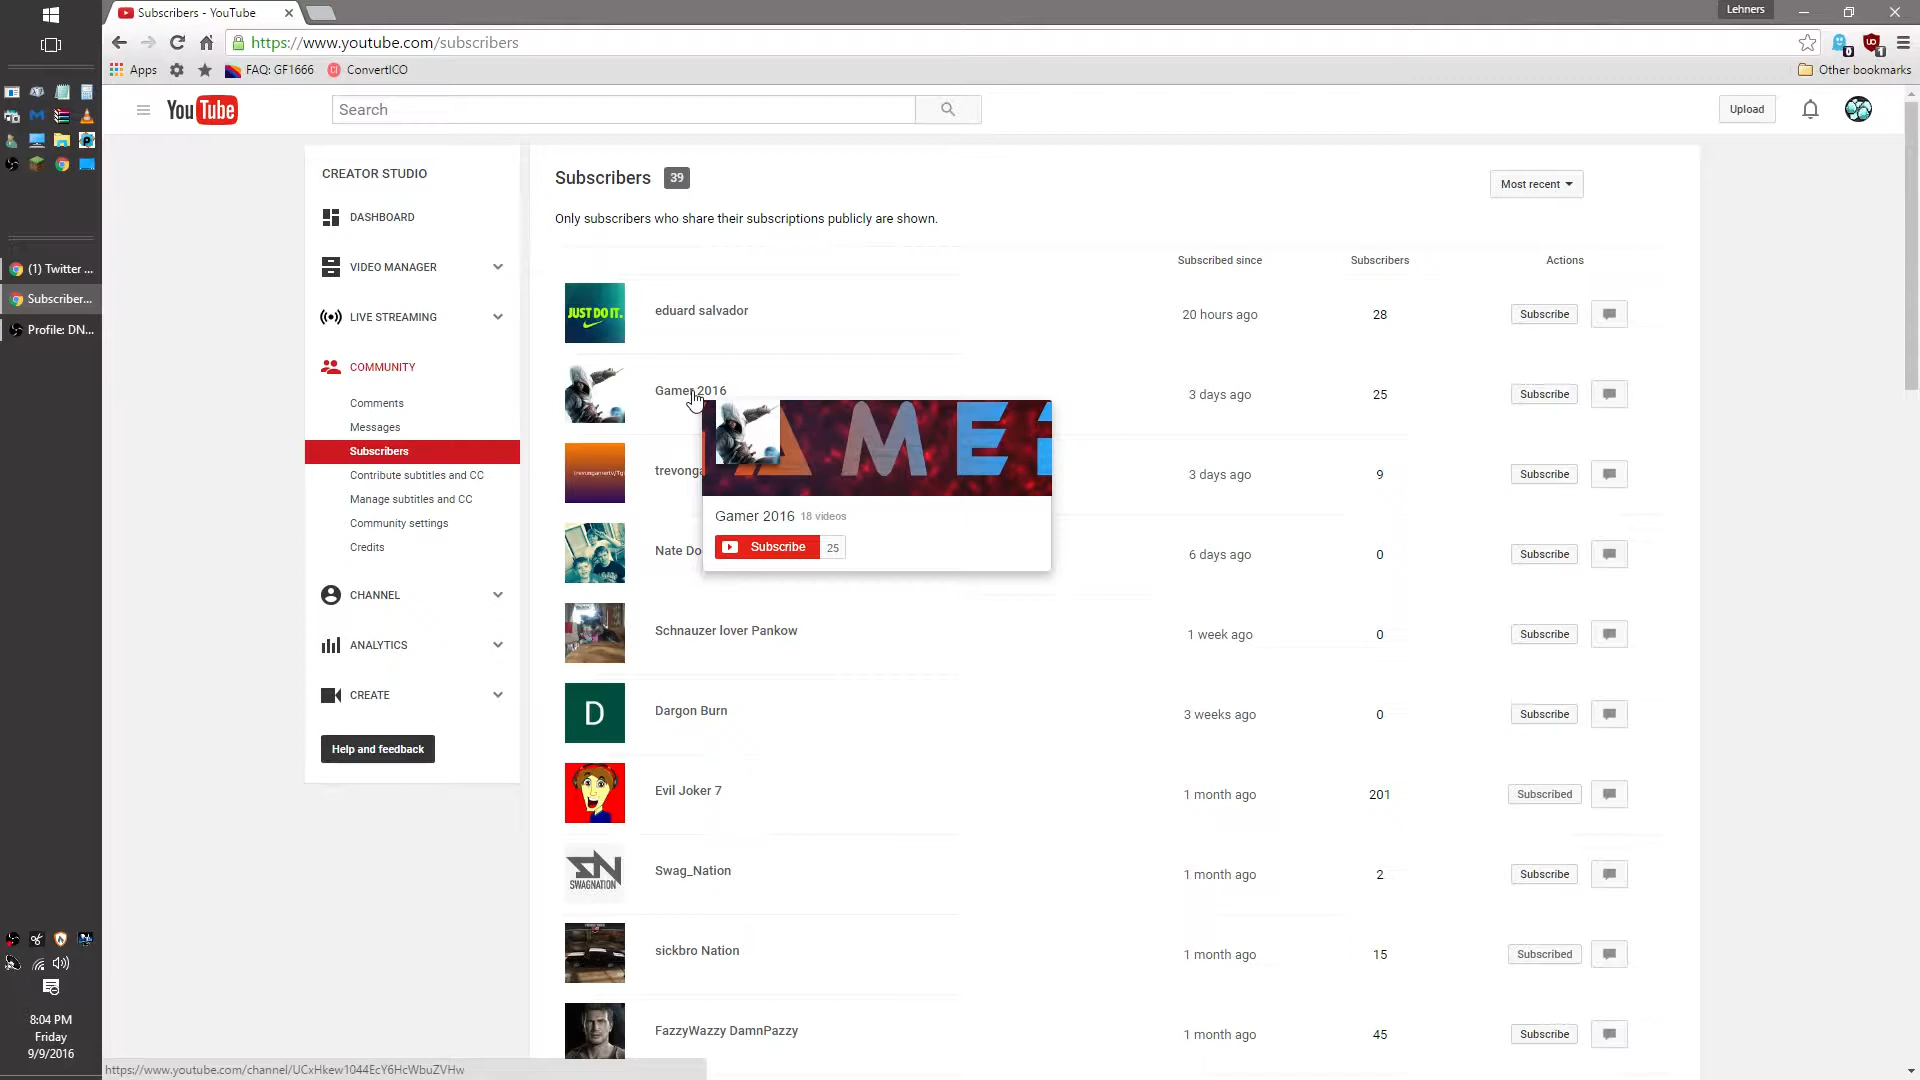 Subscribers - YouTube
Lehners
https://www.youtube.com/subscribers
0
1
Apps
FAQ: GF1666
ConvertICO
Other bookmarks
YouTube
Search
Upload
(1) Twitter ...
Subscriber...
Profile: DN...
CREATOR STUDIO
DASHBOARD
VIDEO MANAGER
LIVE STREAMING
COMMUNITY
Comments
Messages
Subscribers
Contribute subtitles and CC
Manage subtitles and CC
Community settings
Credits
CHANNEL
ANALYTICS
CREATE
Help and feedback
Subscribers 39
Most recent
Only subscribers who share their subscriptions publicly are shown.
Subscribed since Subscribers Actions
JUST DO IT.
eduard salvador 20 hours ago 28 Subscribe
Gamer 2016 3 days ago 25 Subscribe
AME
trevonga 3 days ago 9 Subscribe
Gamer 2016 18 videos
Subscribe 25
Nate Do 6 days ago 0 Subscribe
Schnauzer lover Pankow 1 week ago 0 Subscribe
D
Dargon Burn 3 weeks ago 0 Subscribe
Evil Joker 7 1 month ago 201 Subscribed
SN
SWAGNATION
Swag_Nation 1 month ago 2 Subscribe
sickbro Nation 1 month ago 15 Subscribed
FazzyWazzy DamnPazzy 1 month ago 45 Subscribe
8:04 PM
Friday
9/9/2016
https://www.youtube.com/channel/UCxHkew1044EcY6HcWbuZVHw